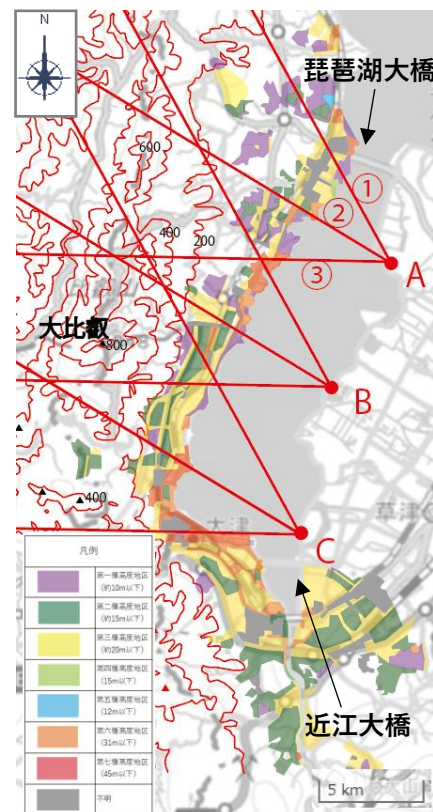 N
琵琶湖大橋
①
600
②
400
200
③
A
大比叡
800
B
400
大津
草津
C
凡例
第一種高度地区
(約10m以下)
第二種高度地区
(約15m以下)
第三種高度地区
(約20m以下)
第四種高度地区
(15m以下)
第五種高度地区
(12m以下)
第六種高度地区
(31m以下)
第七種高度地区
(45m以下)
不明
近江大橋
5 km